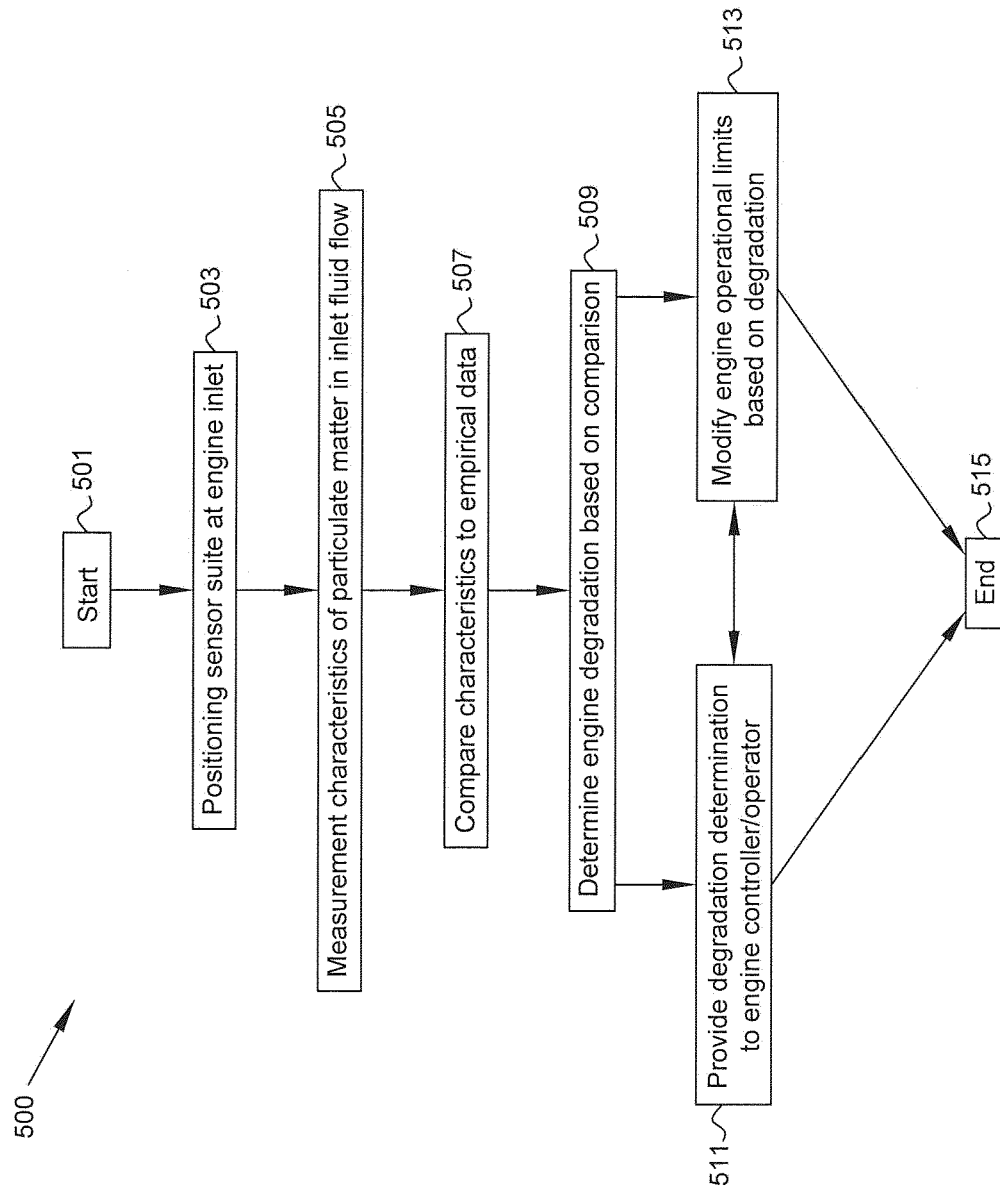 500
Start
501
Positioning sensor suite at engine inlet
503
Measurement characteristics of particulate matter in inlet fluid flow
505
Compare characteristics to empirical data
507
Determine engine degradation based on comparison
509
Provide degradation determination
to engine controller/operator
511
Modify engine operational limits
based on degradation
513
End
515